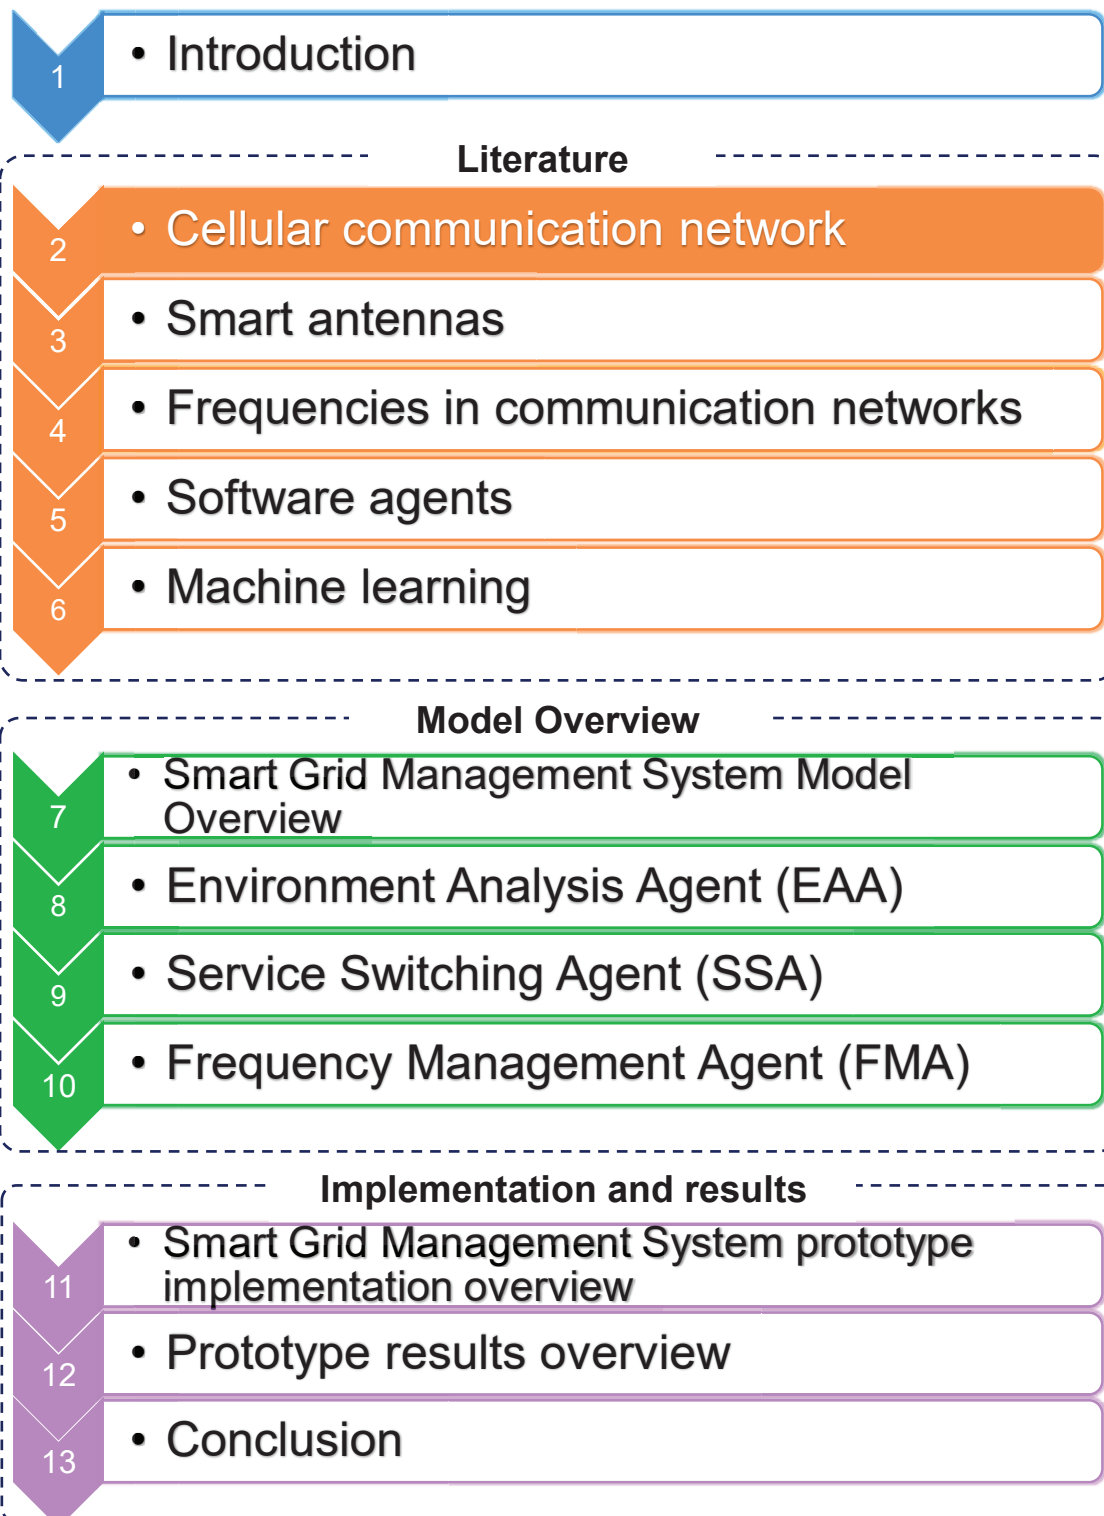 1
• Introduction
Literature
2
• Cellular communication network
3
• Smart antennas
4
• Frequencies in communication networks
5
• Software agents
6
• Machine learning
Model Overview
7
• Smart Grid Management System Model
Overview
8
• Environment Analysis Agent (EAA)
9
• Service Switching Agent (SSA)
10
• Frequency Management Agent (FMA)
Implementation and results
11
• Smart Grid Management System prototype
implementation overview
12
• Prototype results overview
13
• Conclusion